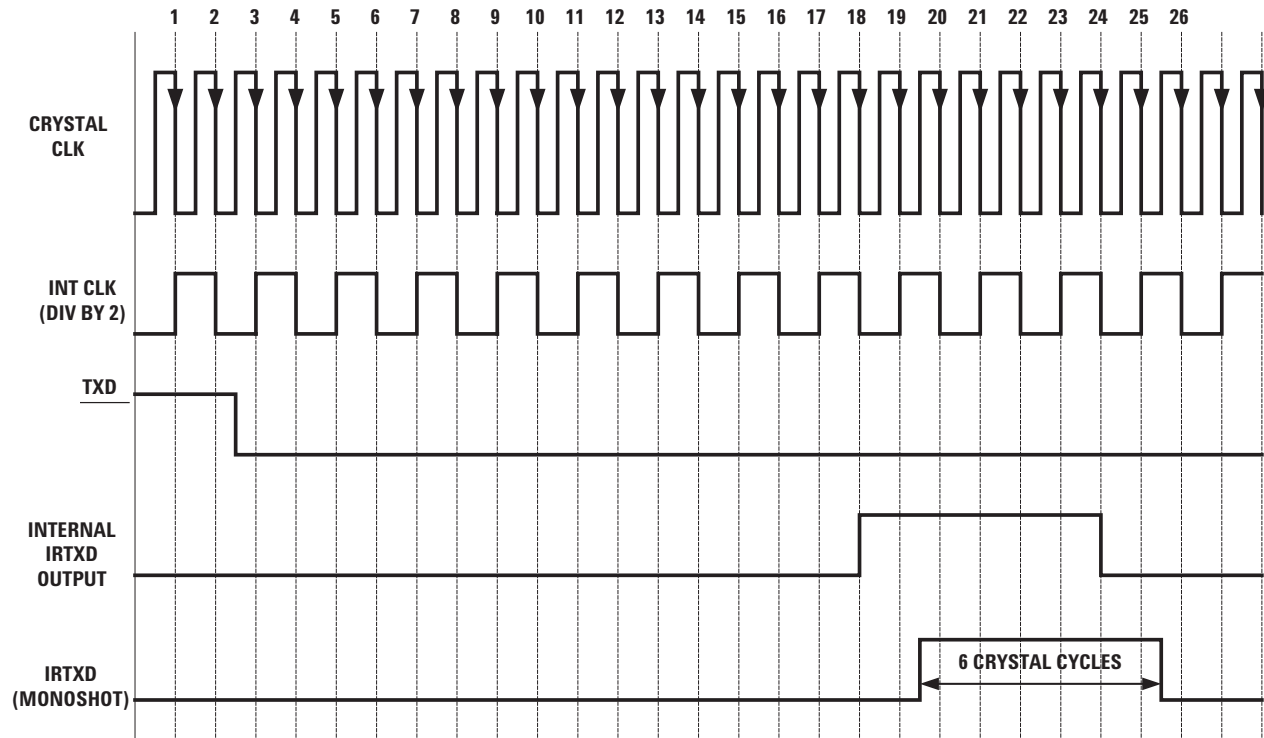 1 2 3 4 5 6 7 8 9 10 11 12 13 14 15 16 17 18 19 20 21 22 23 24 25 26
CRYSTAL
CLK
INT CLK
(DIV BY 2)
TXD
INTERNAL
IRTXD
OUTPUT
6 CRYSTAL CYCLES
IRTXD
(MONOSHOT)